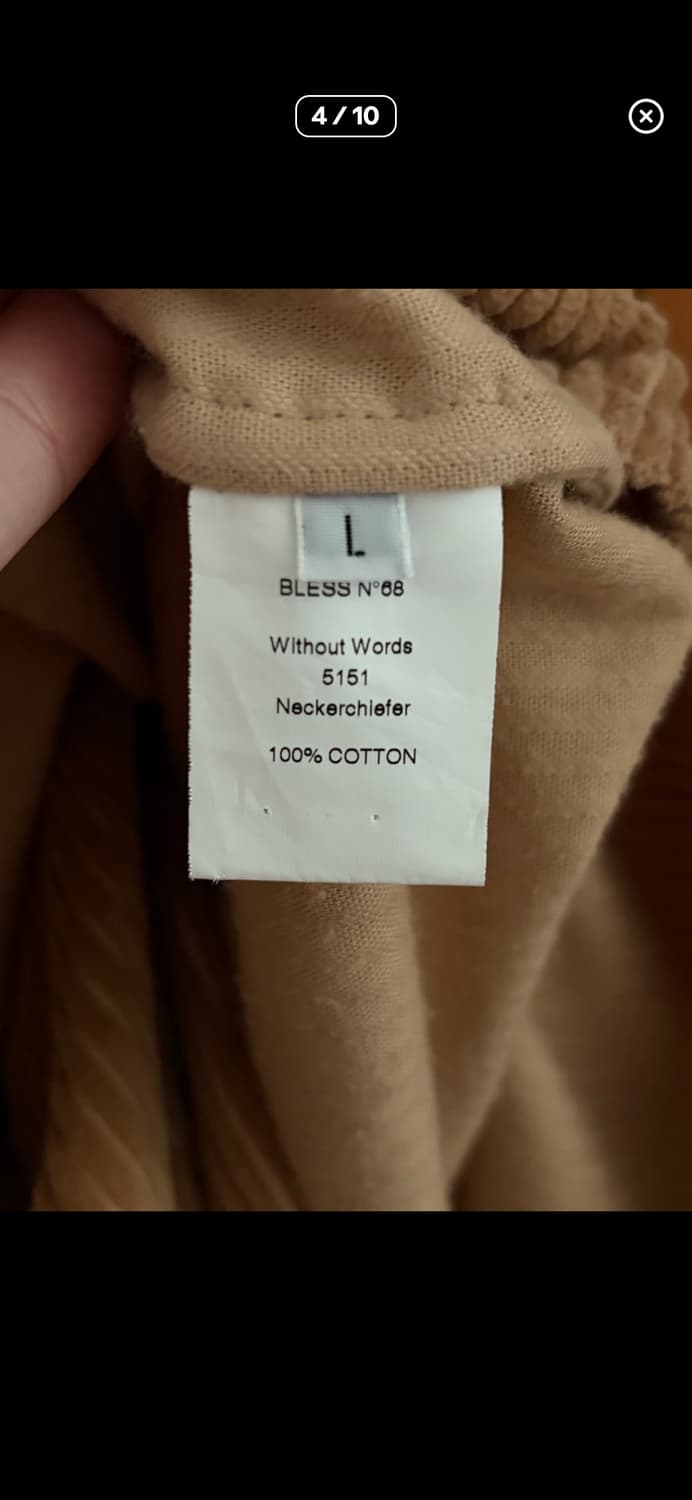 4 / 10
L
BLESS N°68
Without Words
5151
Neckerchiefer
100% COTTON